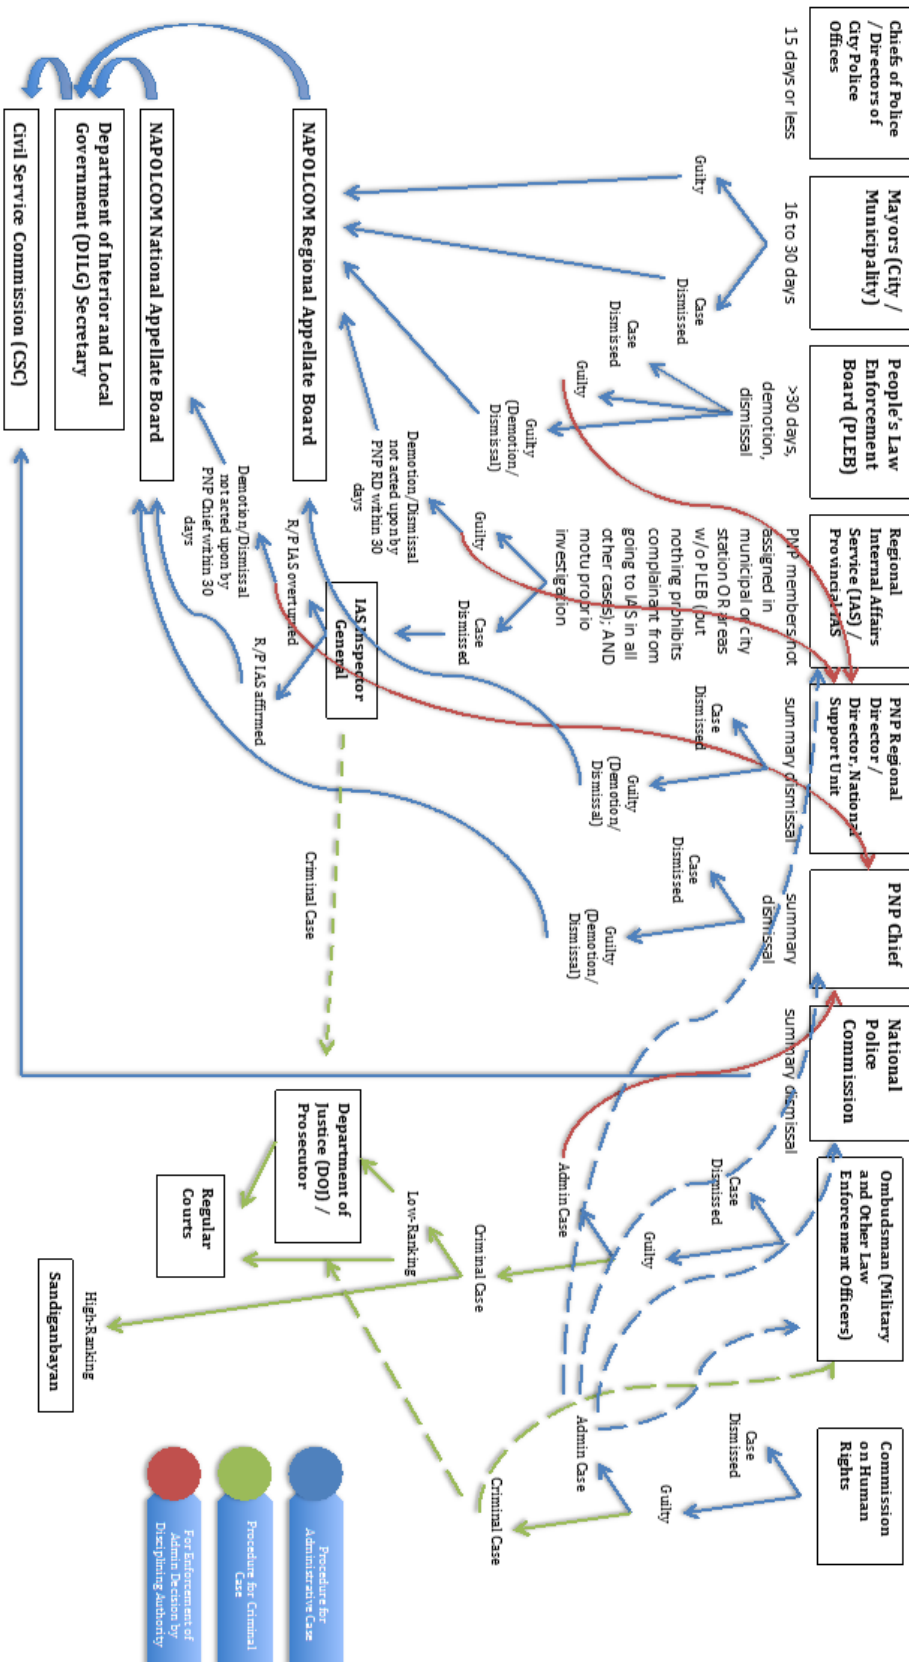 Chiefs of Police
/ Directors of
City Police
Offices
15 days or less
Mayors (City /
Municipality)
16 to 30 days
Guilty
Case
Dismissed
People's Law
Enforcement
Board (PLEB)
>30 days,
demotion,
dismissal
Case
Dismissed
Guilty
Guilty
(Demotion/
Dismissal)
Regional
Internal Affairs
Service (IAS) /
Provincial IAS
PNP members not
assigned in
municipal or city
station OR areas
w/o PLEB (but
nothing prohibits
complainant from
going to IAS in all
other cases); AND
motu proprio
investigation
Guilty
Case
Dismissed
Demotion/Dismissal
not acted upon by
PNP RD within 30
days
IAS Inspector
General
R/P IAS overturned
R/P IAS affirmed
Demotion/Dismissal
not acted upon by
PNP Chief within 30
days
PNP Regional
Director /
Director, National
Support Unit
summary dismissal
Case
Dismissed
Guilty
(Demotion/
Dismissal)
PNP Chief
summary
dismissal
Case
Dismissed
Guilty
(Demotion/
Dismissal)
National
Police
Commission
summary dismissal
Ombudsman (Military
and Other Law
Enforcement Officers)
Case
Dismissed
Guilty
Admin Case
Criminal Case
Low-Ranking
High-Ranking
Commission
on Human
Rights
Case
Dismissed
Guilty
Admin Case
Criminal Case
NAPOLCOM Regional Appellate Board
NAPOLCOM National Appellate Board
Department of Interior and Local
Government (DILG) Secretary
Civil Service Commission (CSC)
Criminal Case
Department of
Justice (DOJ) /
Prosecutor
Regular
Courts
Sandiganbayan
Procedure for
Administrative Case
Procedure for Criminal
Case
For Enforcement of
Admin Decision by
Disciplining Authority